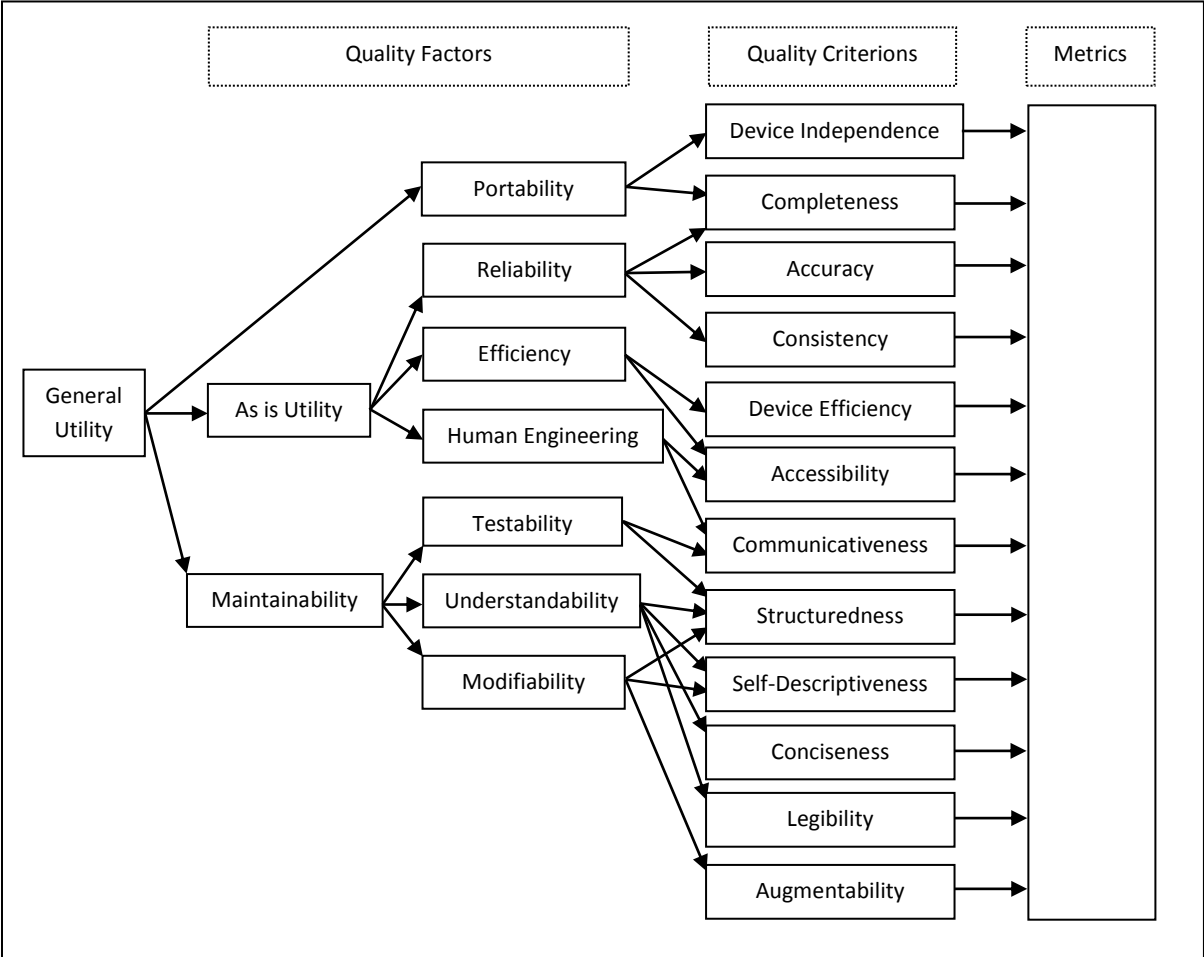 Quality Factors
Quality Criterions
Metrics
Device Independence
Portability
Completeness
Reliability
Accuracy
Efficiency
Consistency
General
Utility
As is Utility
Device Efficiency
Human Engineering
Accessibility
Testability
Communicativeness
Maintainability
Understandability
Structuredness
Modifiability
Self-Descriptiveness
Conciseness
Legibility
Augmentability